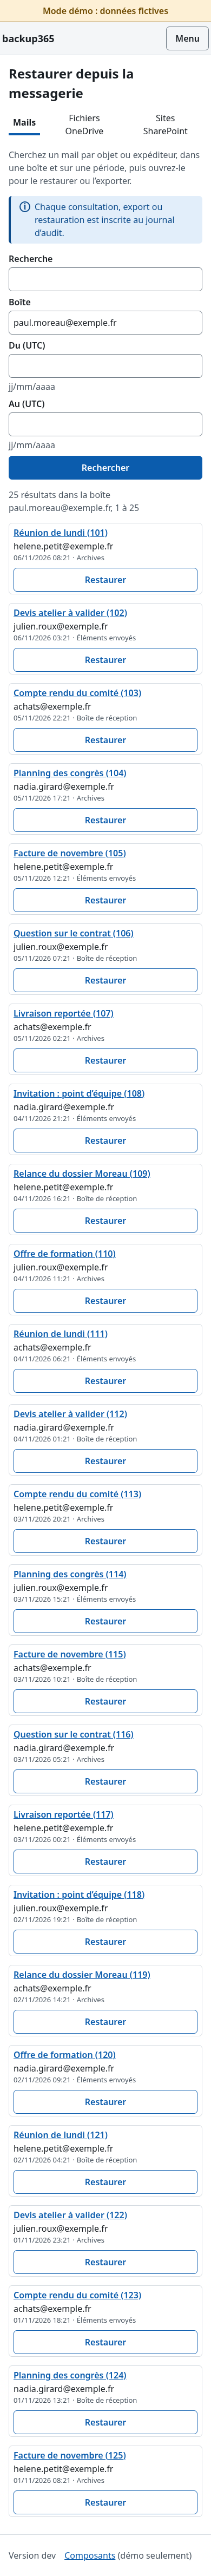 Mode démo : données fictives
backup365
Menu
Restaurer depuis la
messagerie
Mails
Fichiers
OneDrive
Sites
SharePoint
Cherchez un mail par objet ou expéditeur, dans
une boîte et sur une période, puis ouvrez-le
pour le restaurer ou l’exporter.
Chaque consultation, export ou
restauration est inscrite au journal
d’audit.
Recherche
Boîte
paul.moreau@exemple.fr
Du (UTC)
jj/mm/aaaa
Au (UTC)
jj/mm/aaaa
Rechercher
25 résultats dans la boîte
paul.moreau@exemple.fr, 1 à 25
Réunion de lundi (101)
helene.petit@exemple.fr
06/11/2026 08:21 · Archives
Restaurer
Devis atelier à valider (102)
julien.roux@exemple.fr
06/11/2026 03:21 · Éléments envoyés
Restaurer
Compte rendu du comité (103)
achats@exemple.fr
05/11/2026 22:21 · Boîte de réception
Restaurer
Planning des congrès (104)
nadia.girard@exemple.fr
05/11/2026 17:21 · Archives
Restaurer
Facture de novembre (105)
helene.petit@exemple.fr
05/11/2026 12:21 · Éléments envoyés
Restaurer
Question sur le contrat (106)
julien.roux@exemple.fr
05/11/2026 07:21 · Boîte de réception
Restaurer
Livraison reportée (107)
achats@exemple.fr
05/11/2026 02:21 · Archives
Restaurer
Invitation : point d’équipe (108)
nadia.girard@exemple.fr
04/11/2026 21:21 · Éléments envoyés
Restaurer
Relance du dossier Moreau (109)
helene.petit@exemple.fr
04/11/2026 16:21 · Boîte de réception
Restaurer
Offre de formation (110)
julien.roux@exemple.fr
04/11/2026 11:21 · Archives
Restaurer
Réunion de lundi (111)
achats@exemple.fr
04/11/2026 06:21 · Éléments envoyés
Restaurer
Devis atelier à valider (112)
nadia.girard@exemple.fr
04/11/2026 01:21 · Boîte de réception
Restaurer
Compte rendu du comité (113)
helene.petit@exemple.fr
03/11/2026 20:21 · Archives
Restaurer
Planning des congrès (114)
julien.roux@exemple.fr
03/11/2026 15:21 · Éléments envoyés
Restaurer
Facture de novembre (115)
achats@exemple.fr
03/11/2026 10:21 · Boîte de réception
Restaurer
Question sur le contrat (116)
nadia.girard@exemple.fr
03/11/2026 05:21 · Archives
Restaurer
Livraison reportée (117)
helene.petit@exemple.fr
03/11/2026 00:21 · Éléments envoyés
Restaurer
Invitation : point d’équipe (118)
julien.roux@exemple.fr
02/11/2026 19:21 · Boîte de réception
Restaurer
Relance du dossier Moreau (119)
achats@exemple.fr
02/11/2026 14:21 · Archives
Restaurer
Offre de formation (120)
nadia.girard@exemple.fr
02/11/2026 09:21 · Éléments envoyés
Restaurer
Réunion de lundi (121)
helene.petit@exemple.fr
02/11/2026 04:21 · Boîte de réception
Restaurer
Devis atelier à valider (122)
julien.roux@exemple.fr
01/11/2026 23:21 · Archives
Restaurer
Compte rendu du comité (123)
achats@exemple.fr
01/11/2026 18:21 · Éléments envoyés
Restaurer
Planning des congrès (124)
nadia.girard@exemple.fr
01/11/2026 13:21 · Boîte de réception
Restaurer
Facture de novembre (125)
helene.petit@exemple.fr
01/11/2026 08:21 · Archives
Restaurer
Version dev Composants (démo seulement)